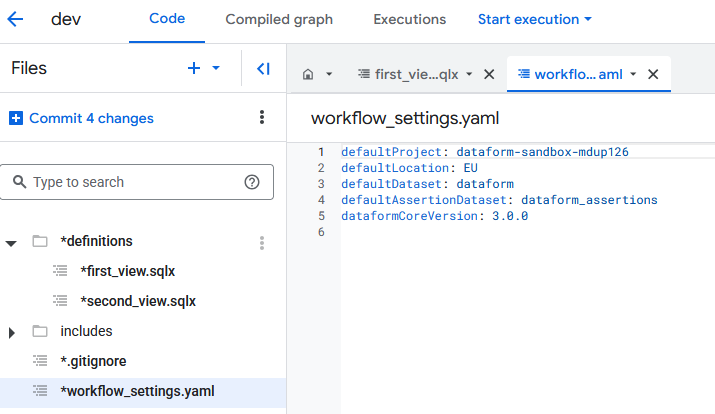 dev
Code
Compiled graph
Executions
Start execution
Files
Commit 4 changes
Type to search
*definitions
*first_view.sqlx
*second_view.sqlx
includes
*.gitignore
*workflow_settings.yaml
first_vie...qlx
workflo... aml
workflow_settings.yaml
1 defaultProject: dataform-sandbox-mdup126
2 defaultLocation: EU
3 defaultDataset: dataform
4 defaultAssertionDataset: dataform_assertions
5 dataformCoreVersion: 3.0.0
6